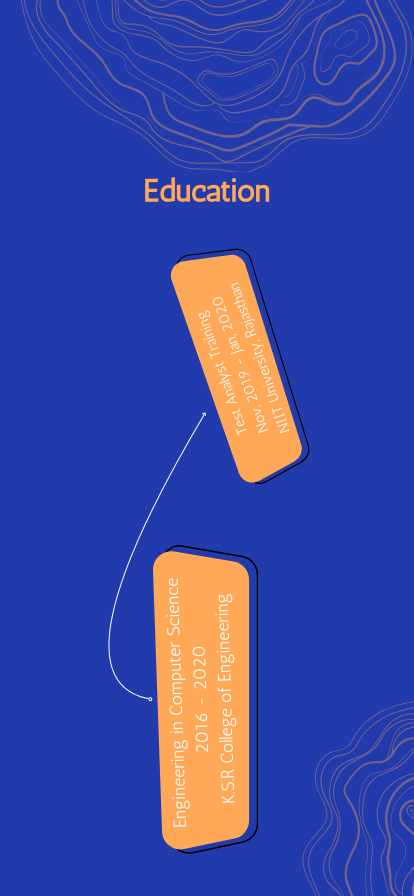 Education
Test Analyst Training
Nov, 2019 - Jan, 2020
NIIT University, Rajasthan
Engineering in Computer Science
2016 - 2020
K.S.R College of Engineering